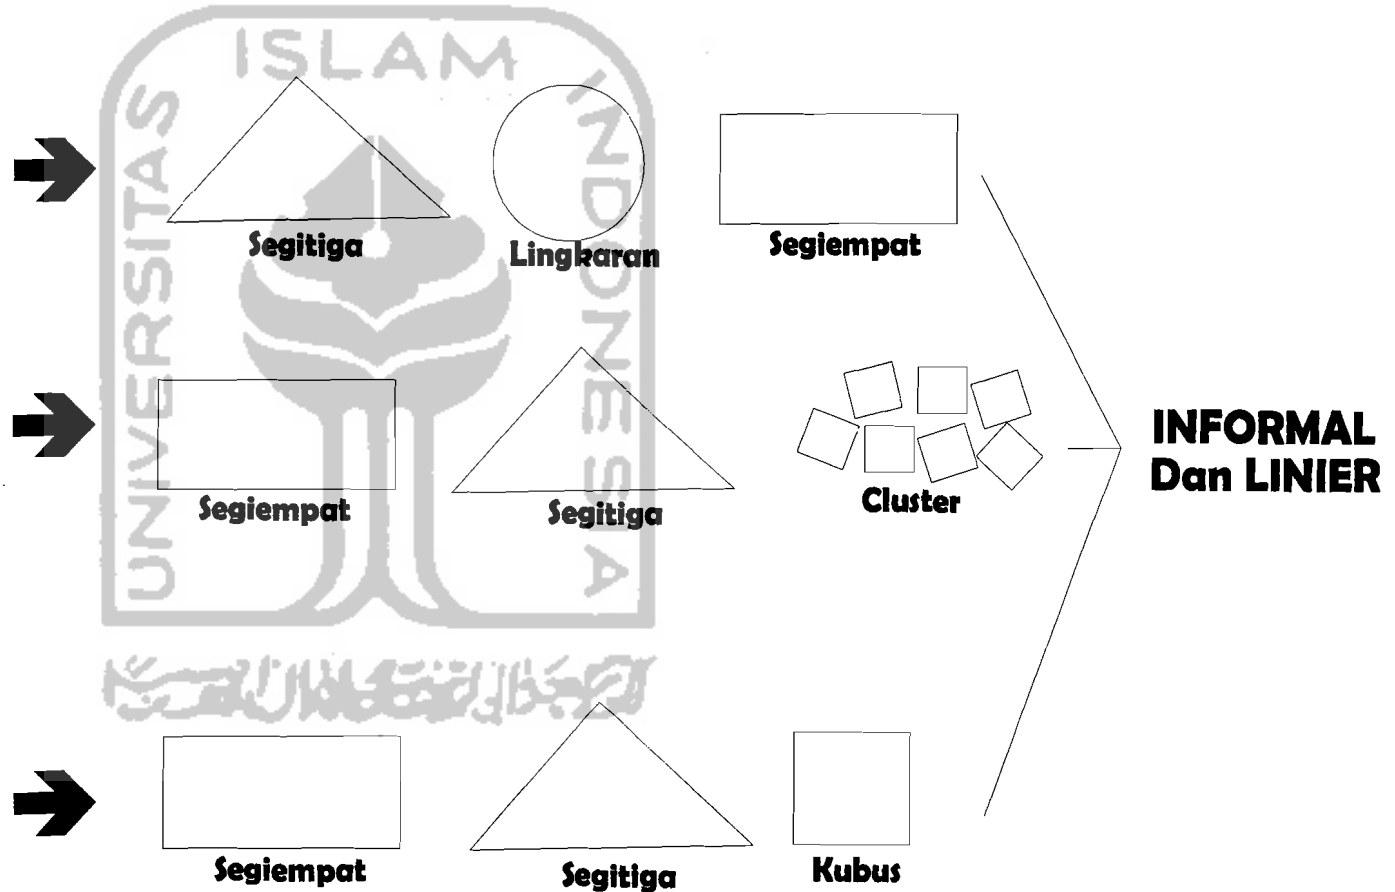 ISLAM
UNIVERSITAS
INDONESIA
Segitiga
Lingkaran
Segiempat
Segiempat
Segitiga
Cluster
INFORMAL
Dan LINIER
Segiempat
Segitiga
Kubus